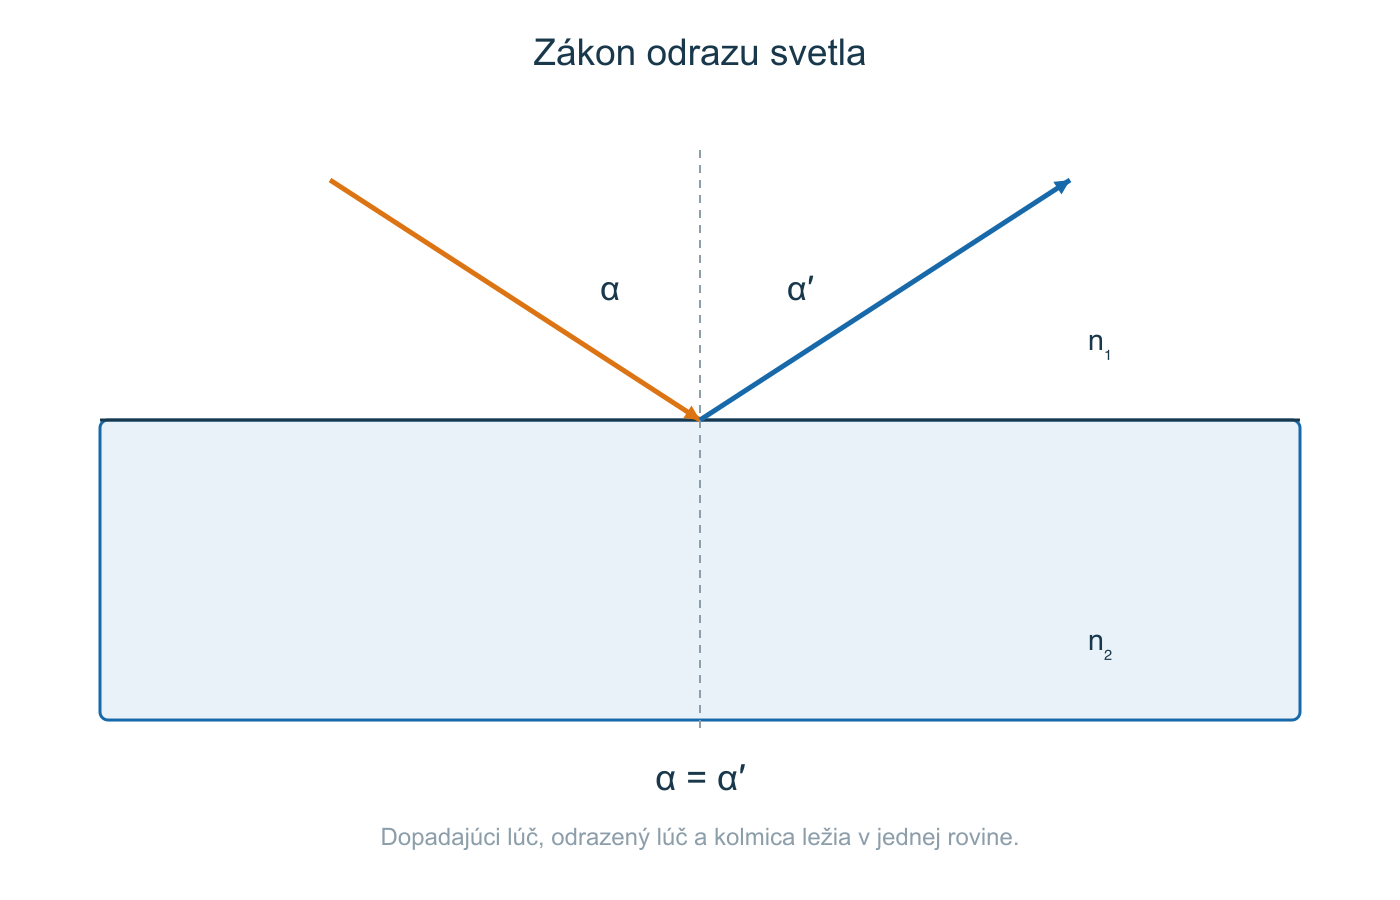 Zákon odrazu svetla
α
α′
n₁
n₂
α = α′
Dopadajúci lúč, odrazený lúč a kolmica ležia v jednej rovine.